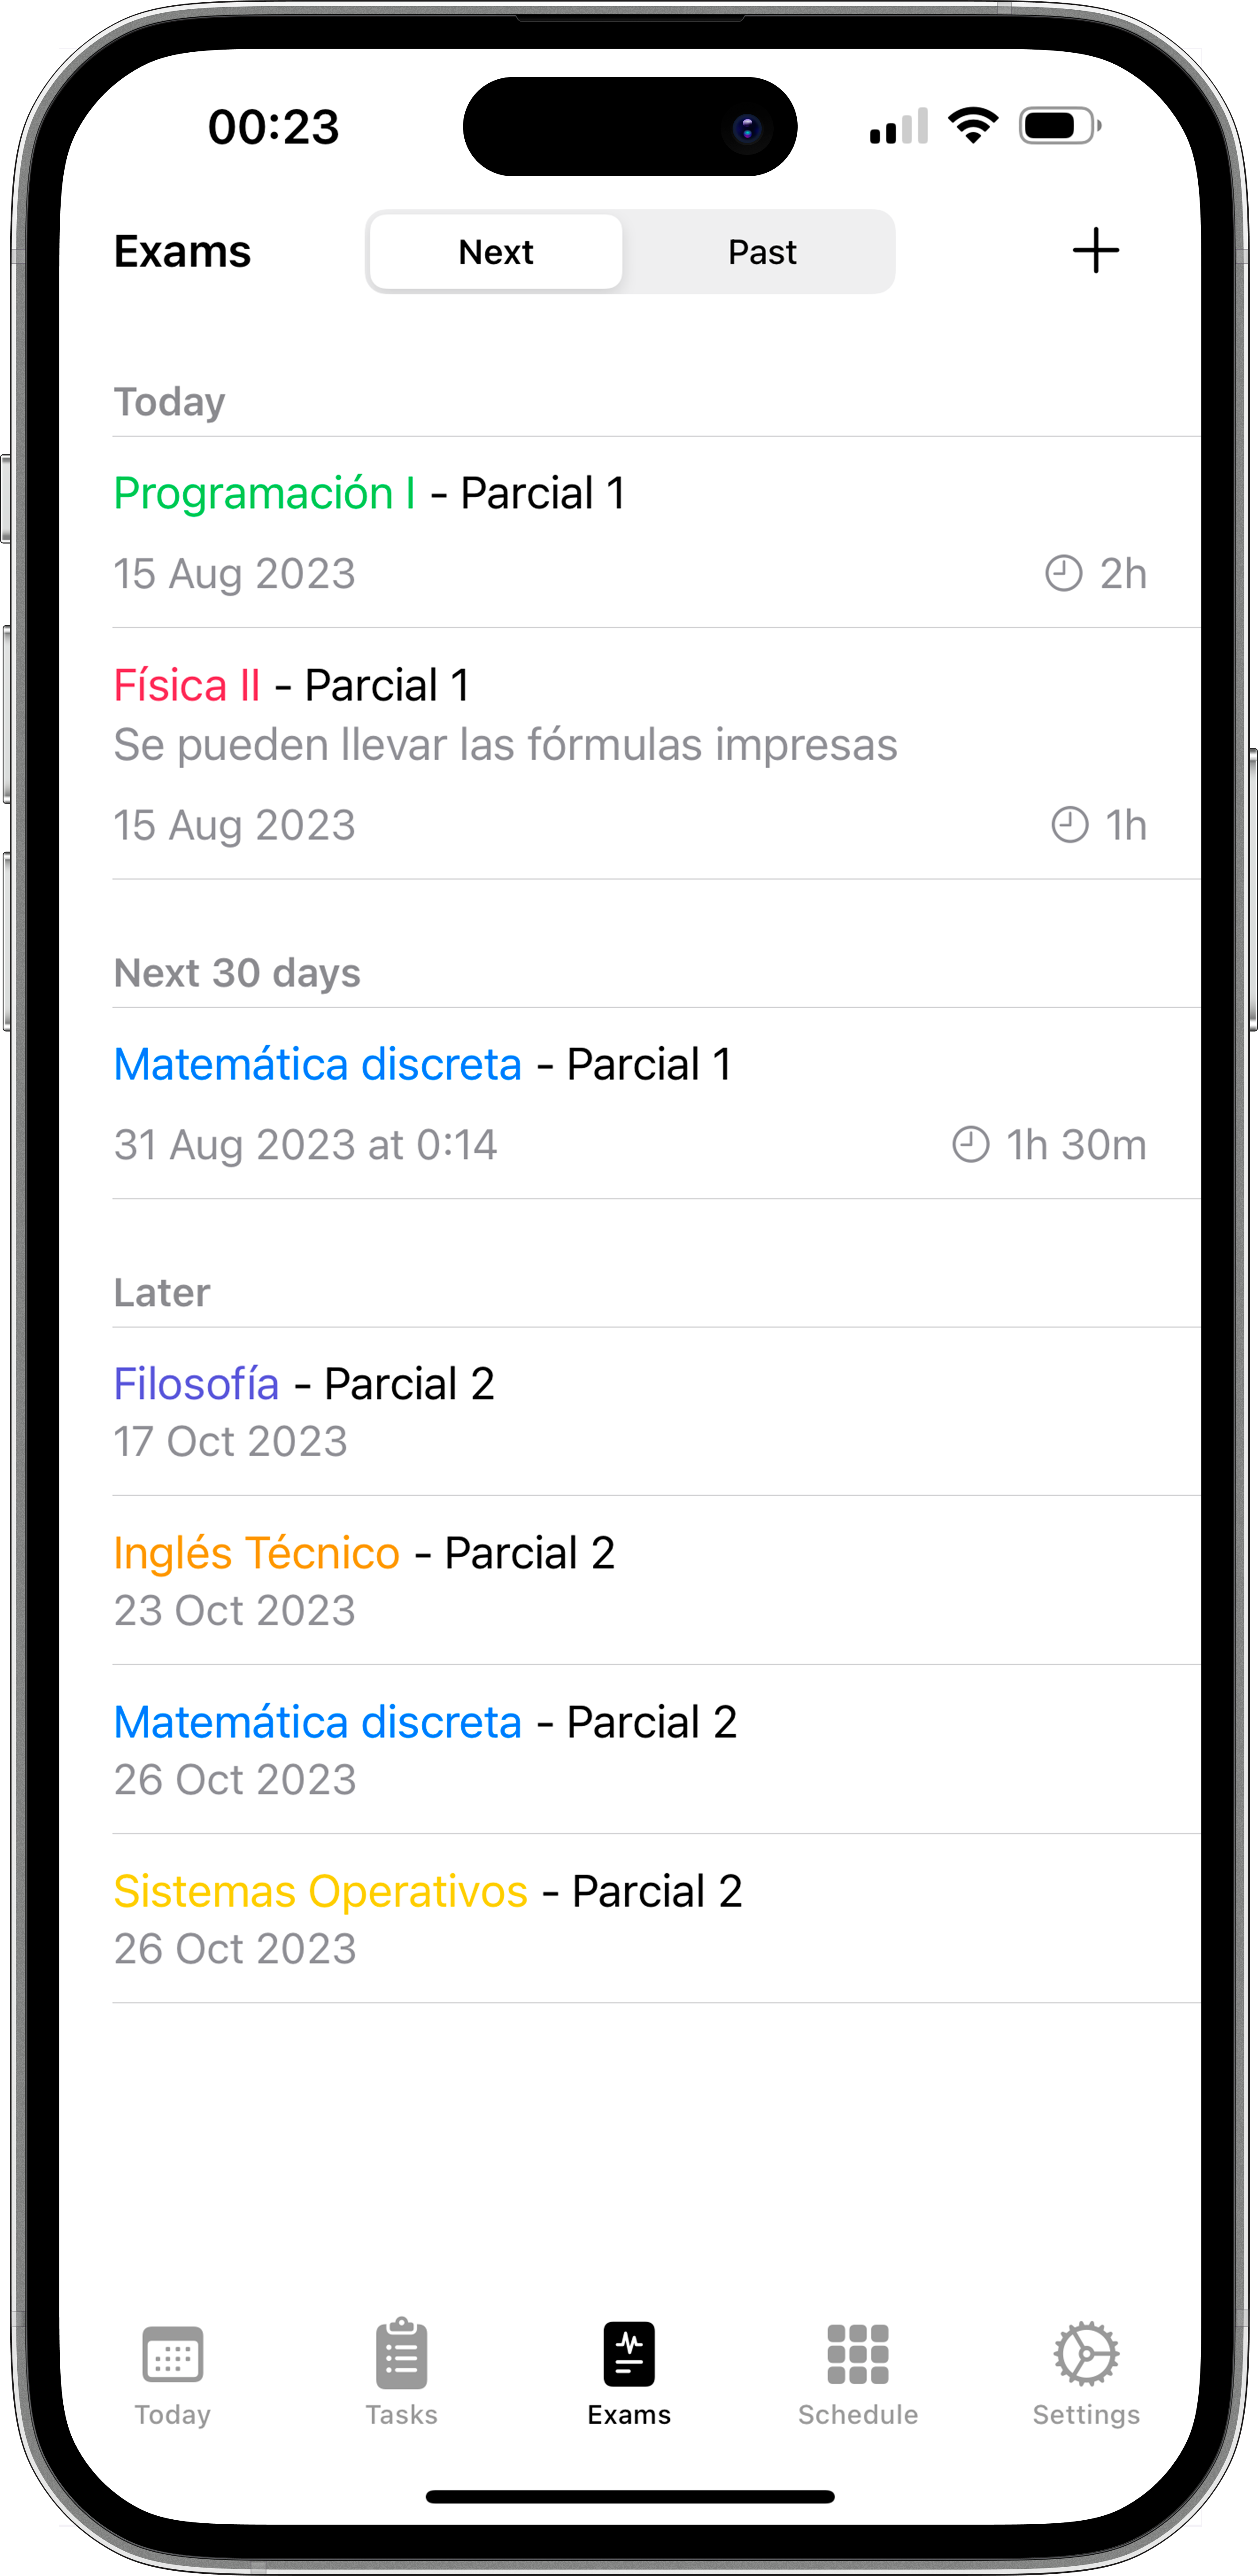 00:23
Exams
Next
Past
Today
Programación I - Parcial 1
15 Aug 2023
2h
Física II - Parcial 1
Se pueden llevar las fórmulas impresas
15 Aug 2023
1h
Next 30 days
Matemática discreta - Parcial 1
31 Aug 2023 at 0:14
1h 30m
Later
Filosofía - Parcial 2
17 Oct 2023
Inglés Técnico - Parcial 2
23 Oct 2023
Matemática discreta - Parcial 2
26 Oct 2023
Sistemas Operativos - Parcial 2
26 Oct 2023
Today
Tasks
Exams
Schedule
Settings